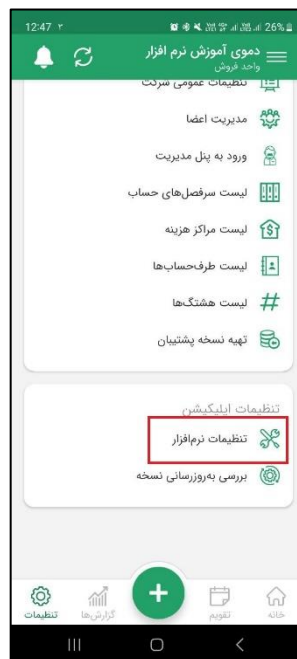 12:47 ۳ 26%
دموی آموزش نرم افزار
واحد فروش
تنظیمات عمومی شرکت
مدیریت اعضا
ورود به پنل مدیریت
لیست سرفصل‌های حساب
لیست مراکز هزینه
لیست طرف‌حساب‌ها
لیست هشتگ‌ها
تهیه نسخه پشتیبان
تنظیمات اپلیکیشن
تنظیمات نرم‌افزار
بررسی به‌روزرسانی نسخه
خانه تقویم + گزارش‌ها تنظیمات